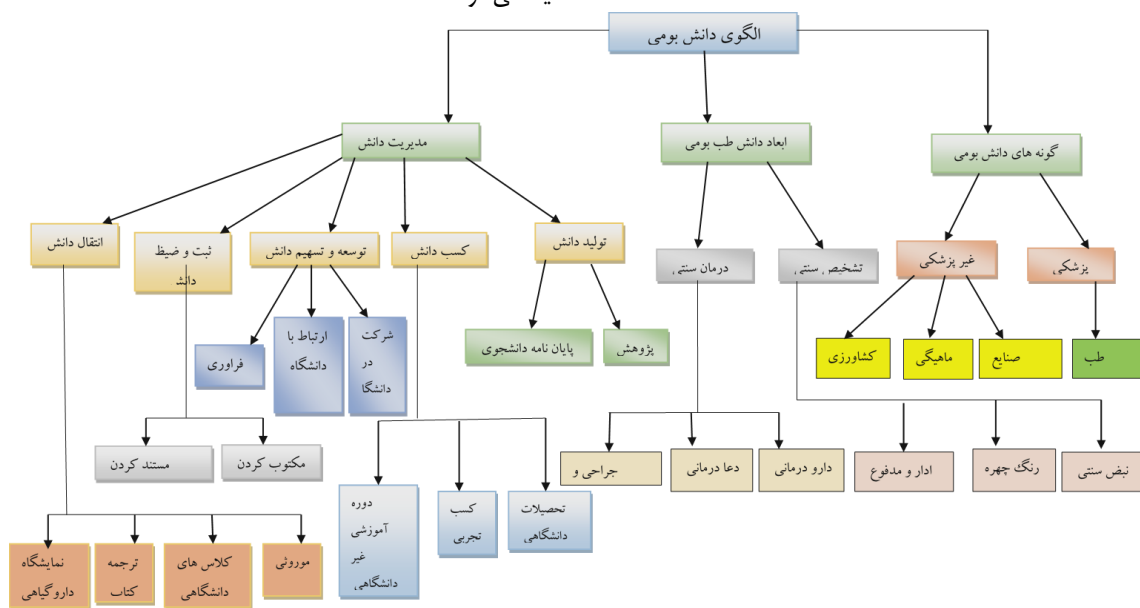 الگوی دانش بومی
گونه های دانش بومی
ابعاد دانش طب بومی
مدیریت دانش
پزشکی
غیر پزشکی
تشخیص سنتی
درمان سنتی
تولید دانش
کسب دانش
توسعه و تسهیم دانش
ثبت و ضبط
دانش
انتقال دانش
طب
صنایع
ماهیگی
کشاورزی
پژوهش
پایان نامه دانشجوی
شرکت
در
دانشگا
ارتباط با
دانشگاه
فراوری
نبض سنتی
رنگ چهره
ادار و مدفوع
دارو درمانی
دعا درمانی
جراحی و
مکتوب کردن
مستند کردن
تحصیلات
دانشگاهی
کسب
تجربی
دوره
آموزشی
غیر
دانشگاهی
موروثی
کلاس های
دانشگاهی
ترجمه
کتاب
نمایشگاه
داروگیاهی